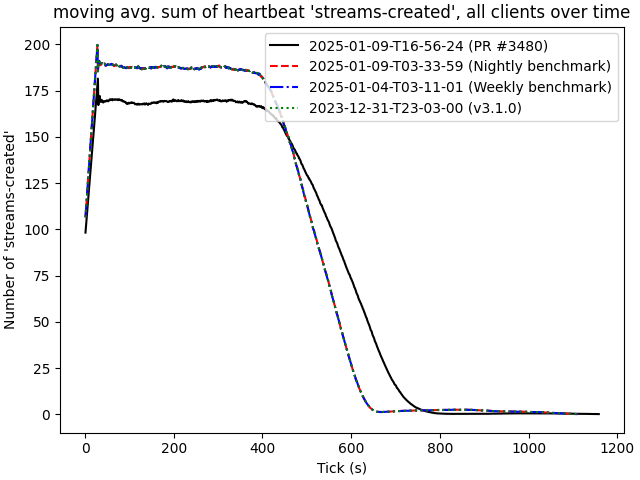 moving avg. sum of heartbeat 'streams-created', all clients over time
2025-01-09-T16-56-24 (PR #3480)
2025-01-09-T03-33-59 (Nightly benchmark)
2025-01-04-T03-11-01 (Weekly benchmark)
2023-12-31-T23-03-00 (v3.1.0)
Number of 'streams-created'
200
175
150
125
100
75
50
25
0
0
200
400
600
800
1000
1200
Tick (s)